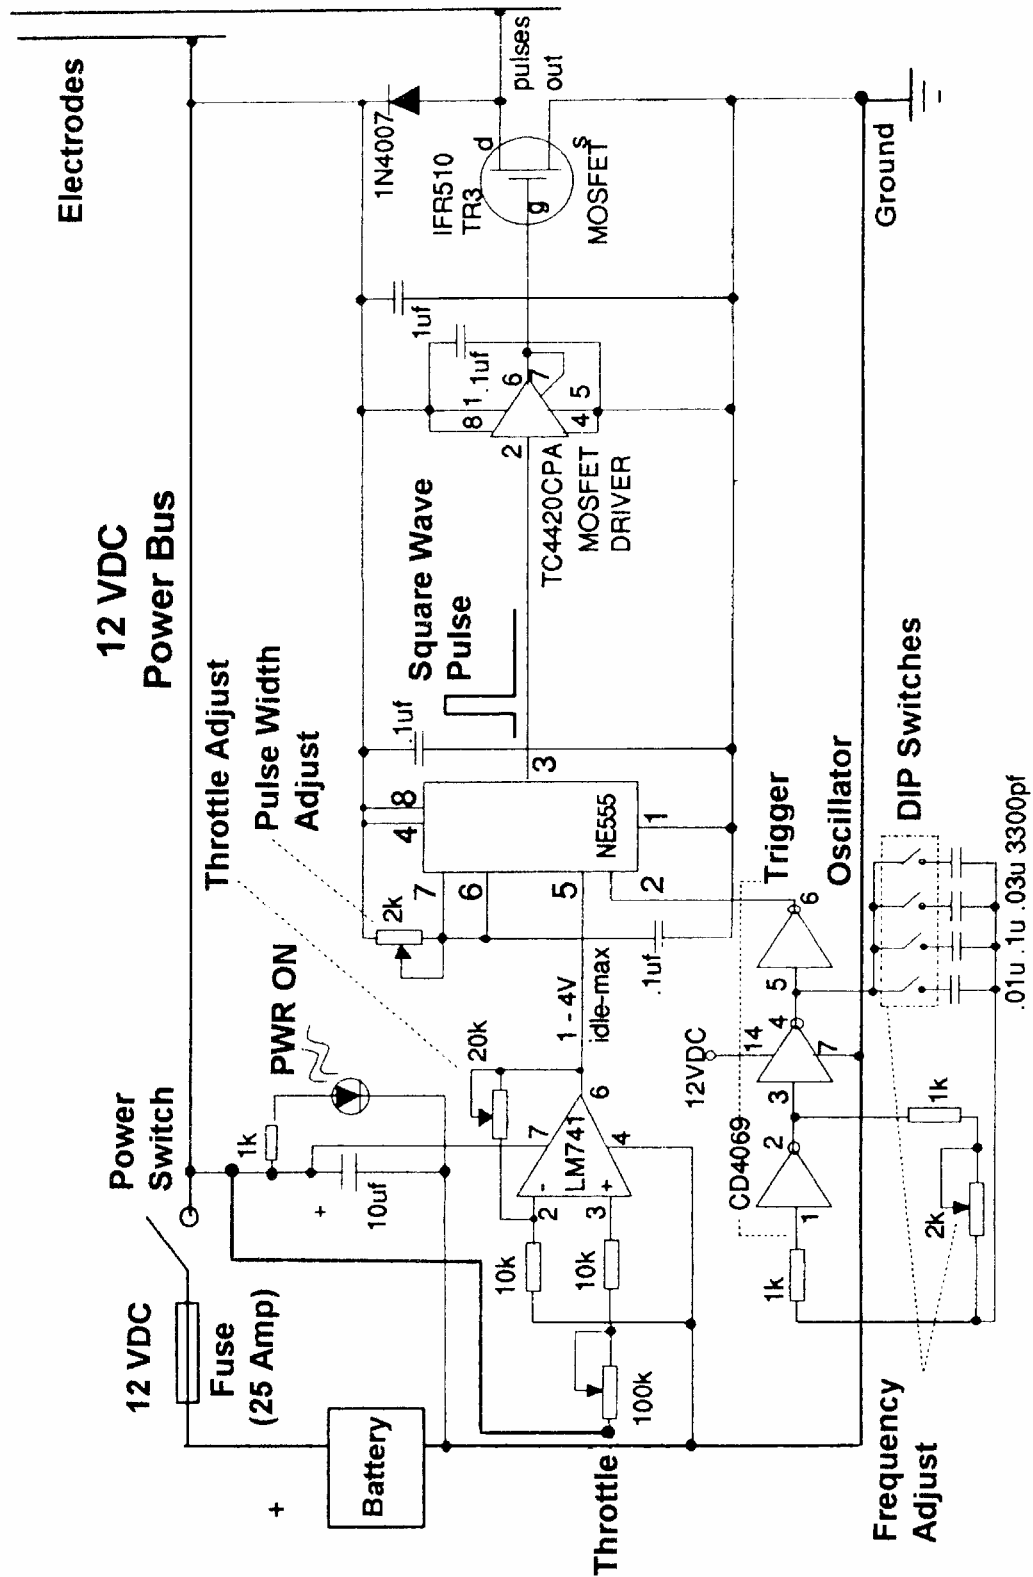 12 VDC
Power Bus
Electrodes
Power
Switch
12 VDC
Fuse
(25 Amp)
+
Battery
PWR ON
1k
+
10uf
Throttle Adjust
Pulse Width
Adjust
2k
20k
Square Wave
Pulse
.1uf
.1uf
.1uf
1N4007
IFR510
TR3
d
g
s
MOSFET
pulses
out
8
1
2
6
7
4
5
TC4420CPA
MOSFET
DRIVER
4
8
7
6
5
2
3
1
NE555
.1uf
1 - 4V
idle-max
LM741
-
+
2
3
7
6
4
10k
10k
100k
Throttle
12VDC
14
CD4069
1
2
3
4
7
5
6
Trigger
Oscillator
Ground
DIP Switches
1k
1k
2k
Frequency
Adjust
.01u .1u .03u 3300pf